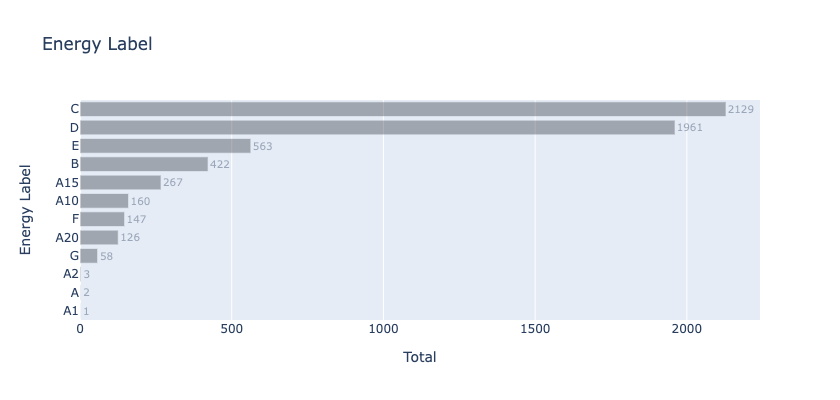 Energy Label
C 2129
D 1961
E 563
B 422
A15 267
A10 160
F 147
A20 126
G 58
A2 3
A 2
A1 1
0 500 1000 1500 2000
Total
Energy Label